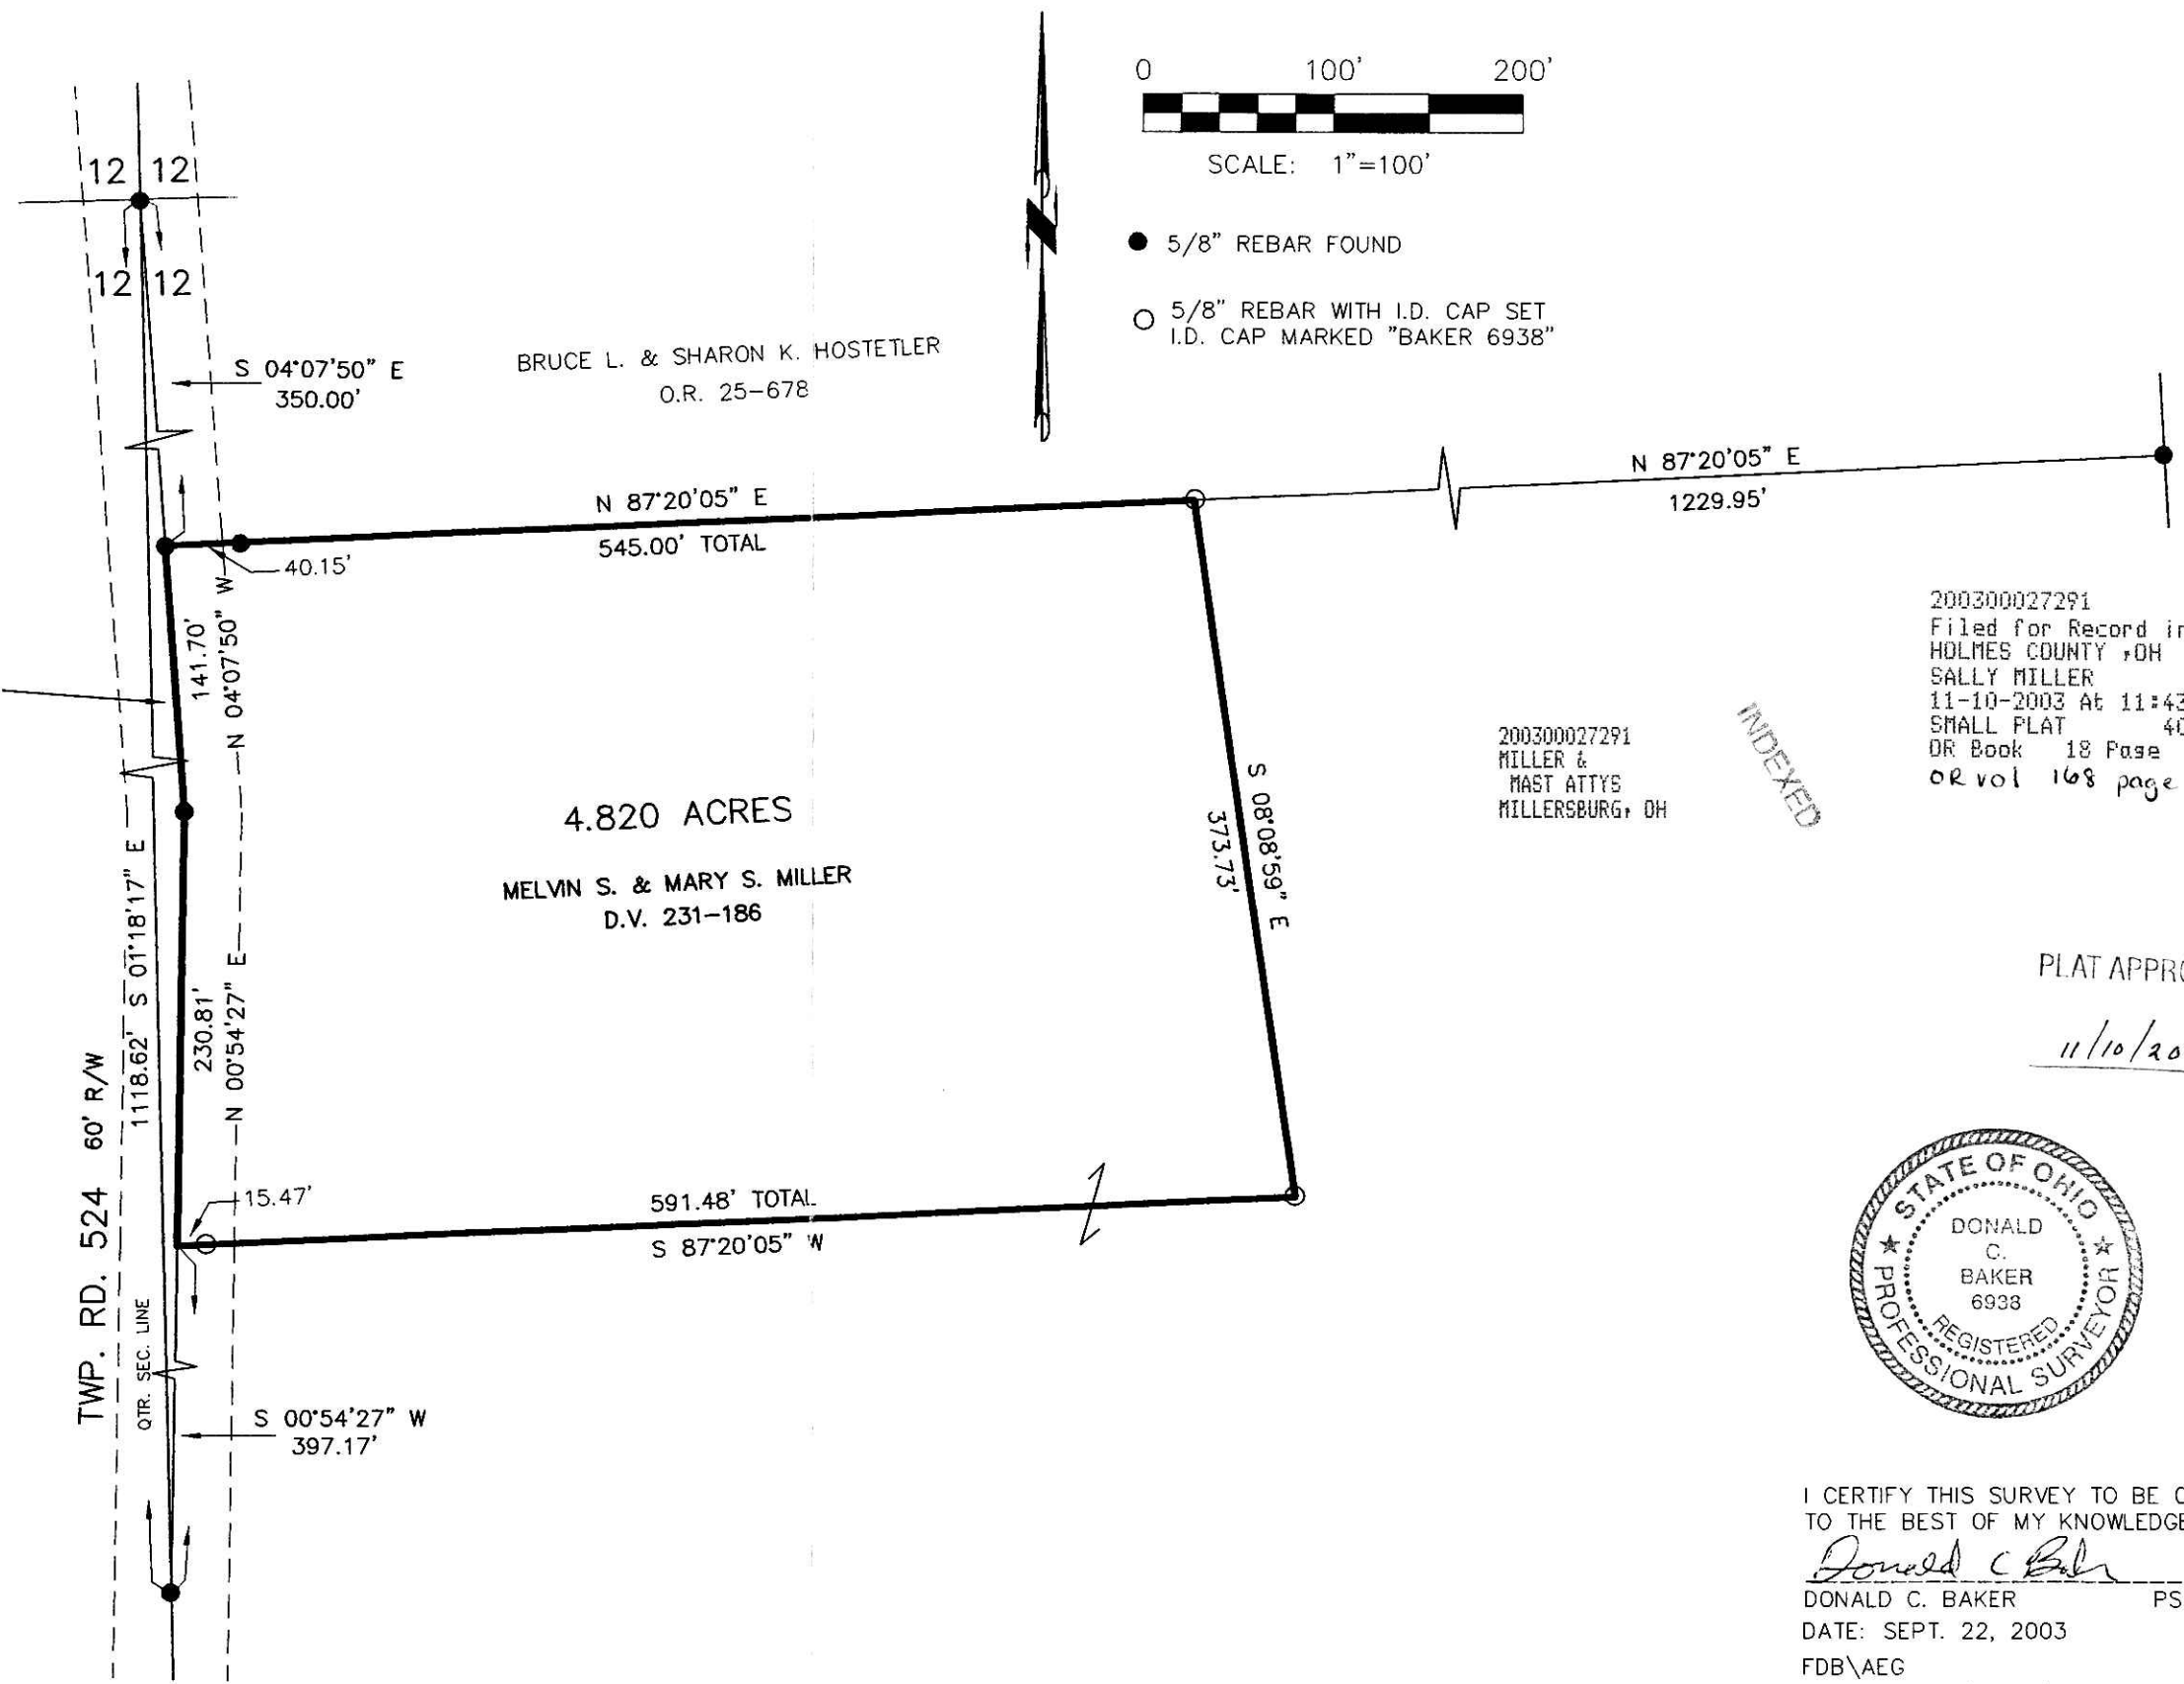 0 100' 200'
SCALE: 1"=100'
5/8" REBAR FOUND
5/8" REBAR WITH I.D. CAP SET
I.D. CAP MARKED "BAKER 6938"
12 12
12 12
S 04°07'50" E
350.00'
BRUCE L. & SHARON K. HOSTETLER
O.R. 25-678
N 87°20'05" E
545.00' TOTAL
40.15'
N 87°20'05" E
1229.95'
141.70'
N 04°07'50" W
200300027291
Filed for Record in
HOLMES COUNTY ,OH
SALLY MILLER
11-10-2003 At 11:43
SMALL PLAT 40
OR Book 18 Page
OR vol 168 page
200300027291
MILLER &
MAST ATTYS
MILLERSBURG, OH
INDEXED
S 08°08'59" E
373.73'
4.820 ACRES
MELVIN S. & MARY S. MILLER
D.V. 231-186
1118.62' S 01°18'17" E
230.81'
N 00°54'27" E
PLAT APPRO
11/10/20
TWP. RD. 524 60' R/W
15.47'
591.48' TOTAL
S 87°20'05" W
QTR. SEC. LINE
S 00°54'27" W
397.17'
STATE OF OHIO
DONALD
C.
BAKER
6938
REGISTERED
PROFESSIONAL SURVEYOR
I CERTIFY THIS SURVEY TO BE C
TO THE BEST OF MY KNOWLEDGE
Donald C Bak
DONALD C. BAKER PS
DATE: SEPT. 22, 2003
FDB\AEG